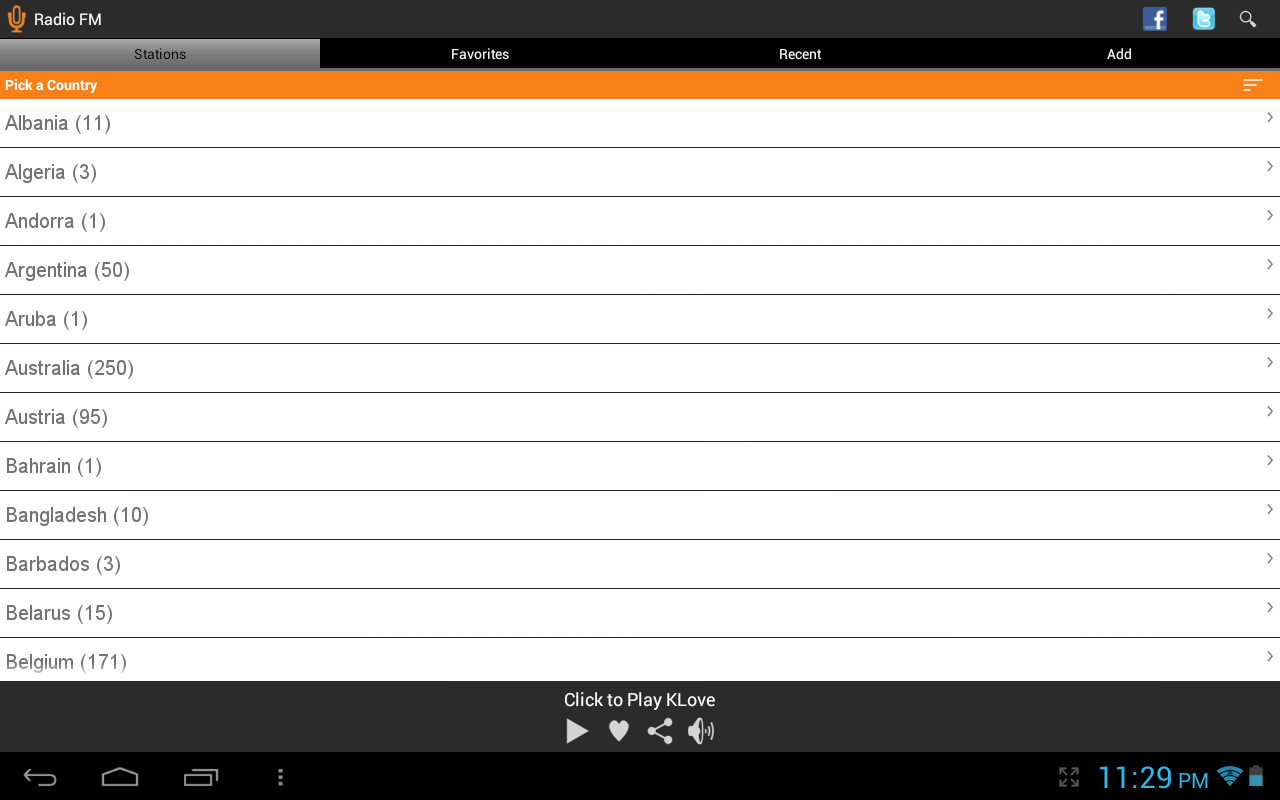 Radio FM
Stations Favorites Recent Add
Pick a Country
Albania (11)
Algeria (3)
Andorra (1)
Argentina (50)
Aruba (1)
Australia (250)
Austria (95)
Bahrain (1)
Bangladesh (10)
Barbados (3)
Belarus (15)
Belgium (171)
Click to Play KLove
11:29 PM